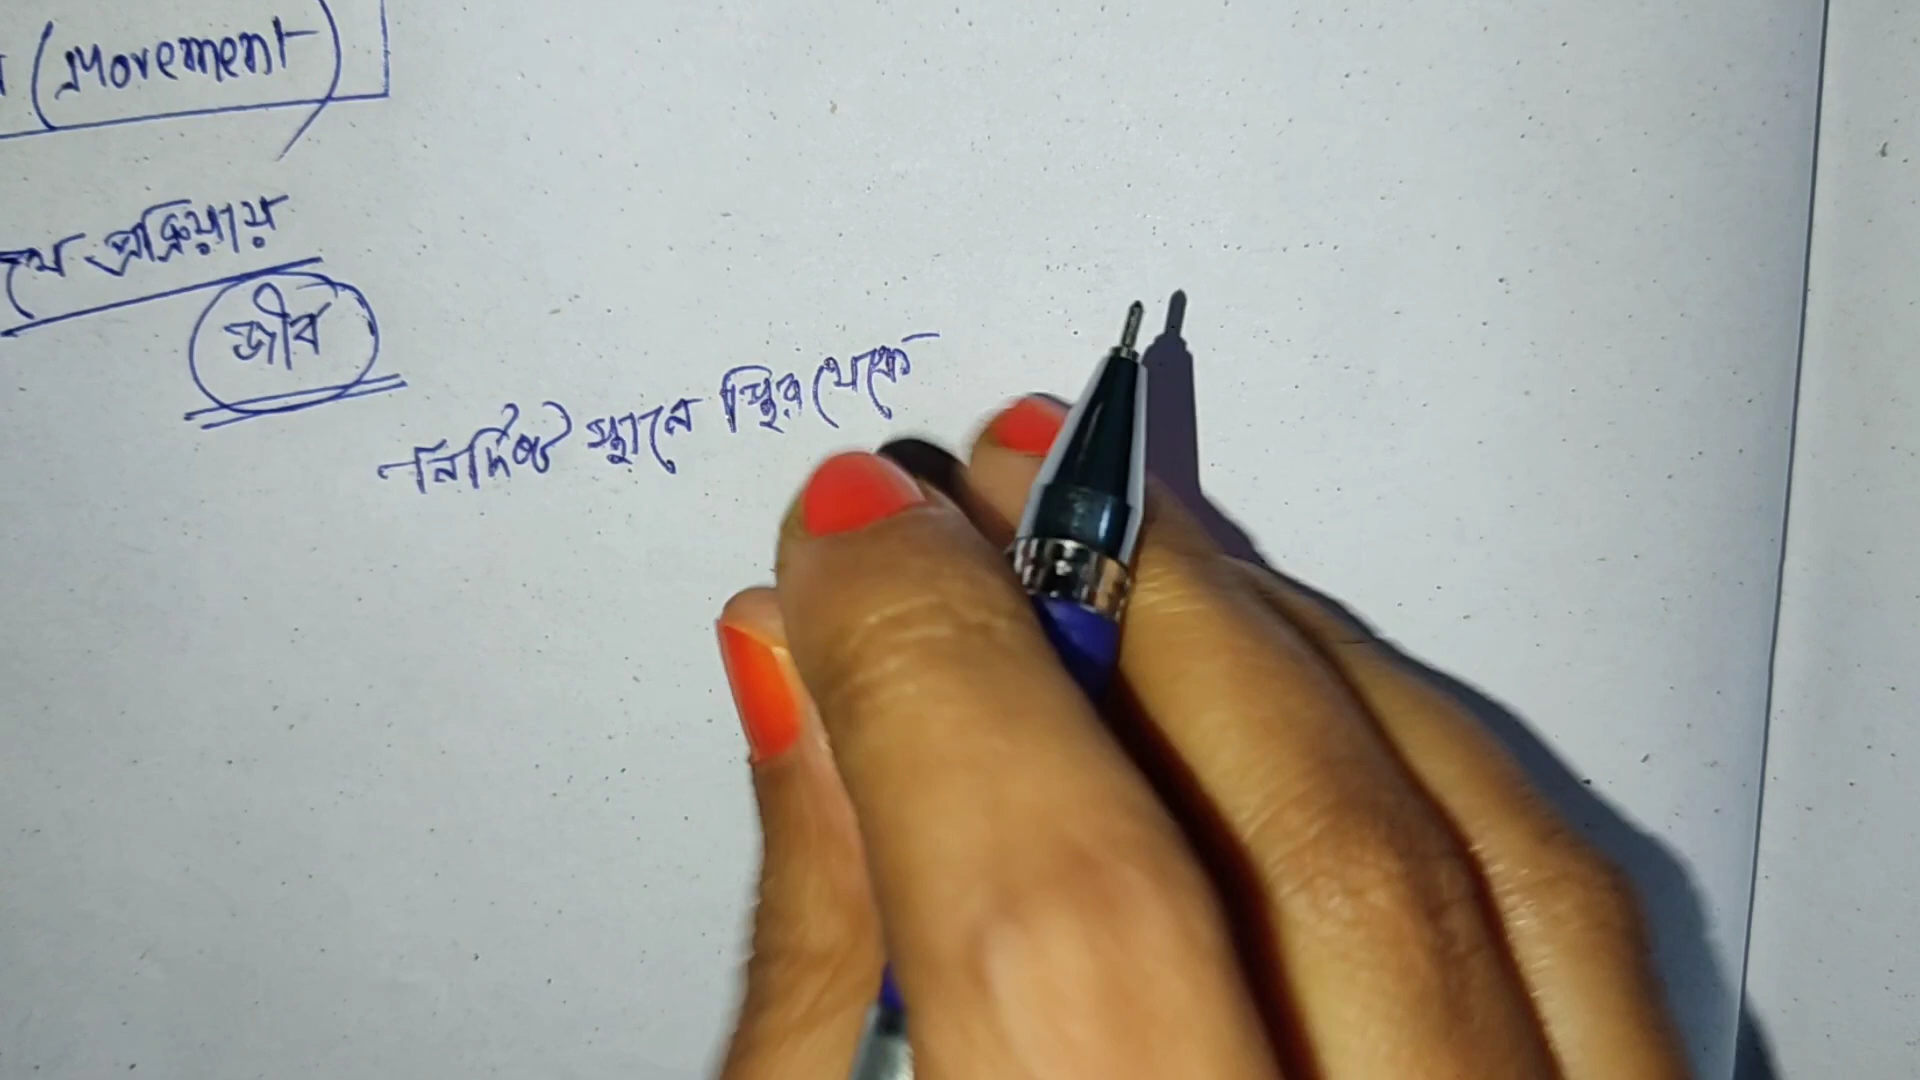 (Movement)
যে প্রক্রিয়ায়
জীব
নির্দিষ্ট স্থানে স্থির থেকে